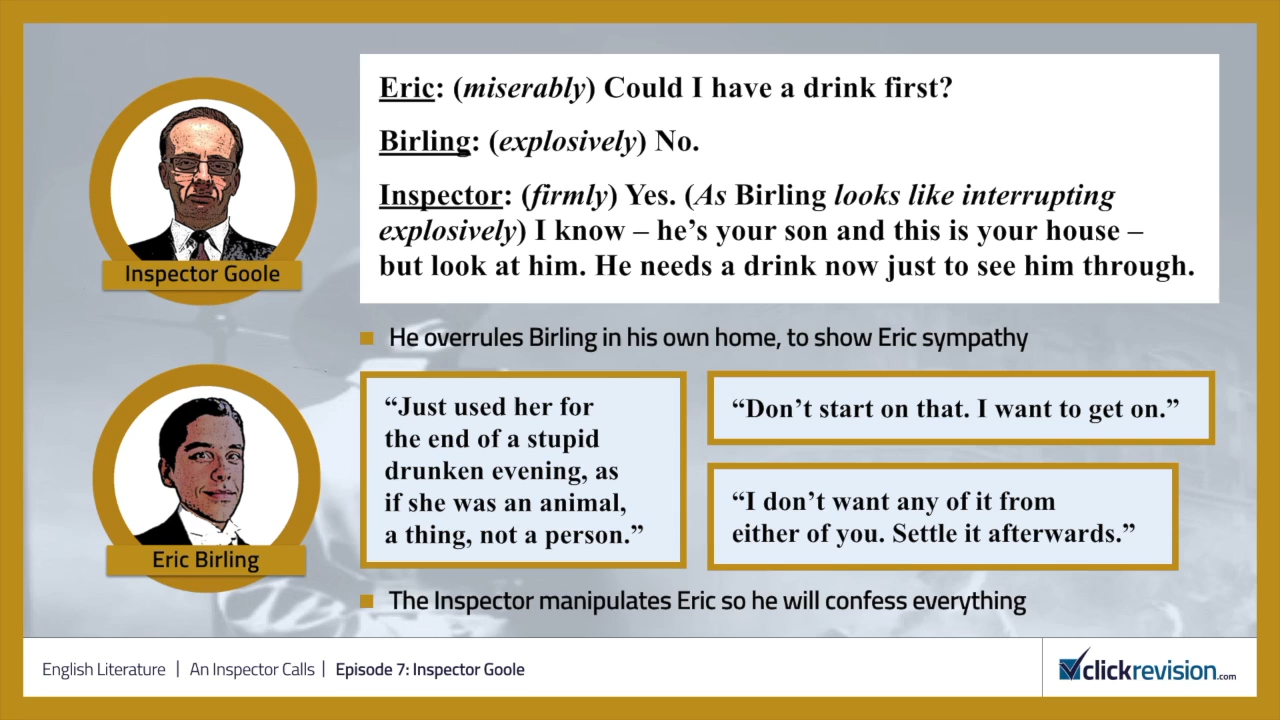 Eric: (miserably) Could I have a drink first?
Birling: (explosively) No.
Inspector: (firmly) Yes. (As Birling looks like interrupting
explosively) I know – he’s your son and this is your house –
but look at him. He needs a drink now just to see him through.
Inspector Goole
He overrules Birling in his own home, to show Eric sympathy
“Just used her for
the end of a stupid
drunken evening, as
if she was an animal,
a thing, not a person.”
“Don’t start on that. I want to get on.”
“I don’t want any of it from
either of you. Settle it afterwards.”
Eric Birling
The Inspector manipulates Eric so he will confess everything
English Literature | An Inspector Calls | Episode 7: Inspector Goole
clickrevision.com